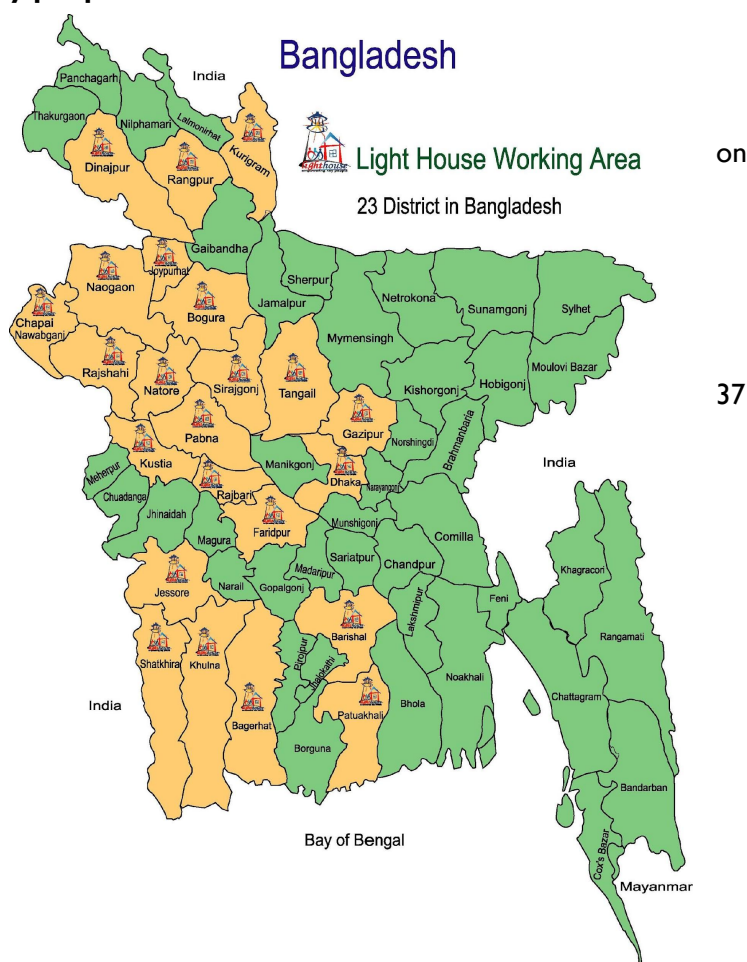 Bangladesh
India
Panchagarh
Thakurgaon
Nilphamari
Lalmonirhat
Kurigram
Dinajpur
Rangpur
lighthouse
Light House Working Area
on
23 District in Bangladesh
Gaibandha
Joypurhat
Naogaon
Sherpur
Jamalpur
Bogura
Netrokona
Sunamgonj
Sylhet
Chapai
Nawabganj
Mymensingh
Rajshahi
Natore
Sirajgonj
Tangail
Kishorgonj
Hobigonj
Moulovi Bazar
37
Gazipur
Norshingdi
Brahmanbaria
Pabna
Kustia
Manikgonj
Dhaka
Narayangonj
India
Meherpur
Chuadanga
Rajbari
Jhinaidah
Faridpur
Munshigonj
Magura
Comilla
Sariatpur
Chandpur
Madaripur
Khagracori
Jessore
Narail
Gopalgonj
Lakshmipur
Feni
Barishal
Rangamati
Shatkhira
Khulna
Pirojpur
Jhalokathi
Noakhali
India
Bagerhat
Patuakhali
Bhola
Chattagram
Borguna
Bandarban
Bay of Bengal
Cox's Bazar
Mayanmar